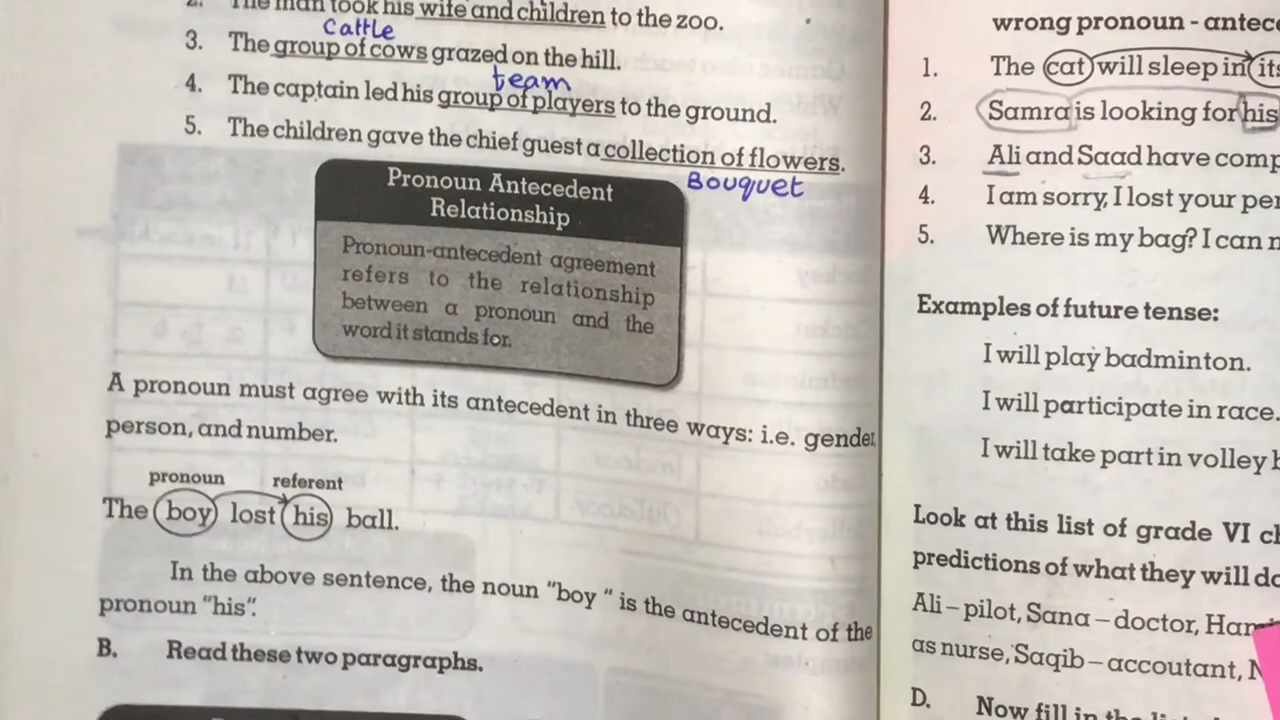 2. The man took his wife and children to the zoo.
cattle
3. The group of cows grazed on the hill.
team
4. The captain led his group of players to the ground.
5. The children gave the chief guest a collection of flowers.
Bouquet
Pronoun Antecedent
Relationship
Pronoun-antecedent agreement
refers to the relationship
between a pronoun and the
word it stands for.
A pronoun must agree with its antecedent in three ways: i.e. gender,
person, and number.
pronoun referent
The boy lost his ball.
In the above sentence, the noun "boy " is the antecedent of the
pronoun "his".
B. Read these two paragraphs.
wrong pronoun - antec
1. The cat will sleep in its
2. Samra is looking for his
3. Ali and Saad have comp
4. I am sorry, I lost your pe
5. Where is my bag? I can n
Examples of future tense:
I will play badminton.
I will participate in race.
I will take part in volley b
Look at this list of grade VI
predictions of what they will do
Ali – pilot, Sana – doctor,
as nurse, Saqib – accoutant,
D. Now fill in the